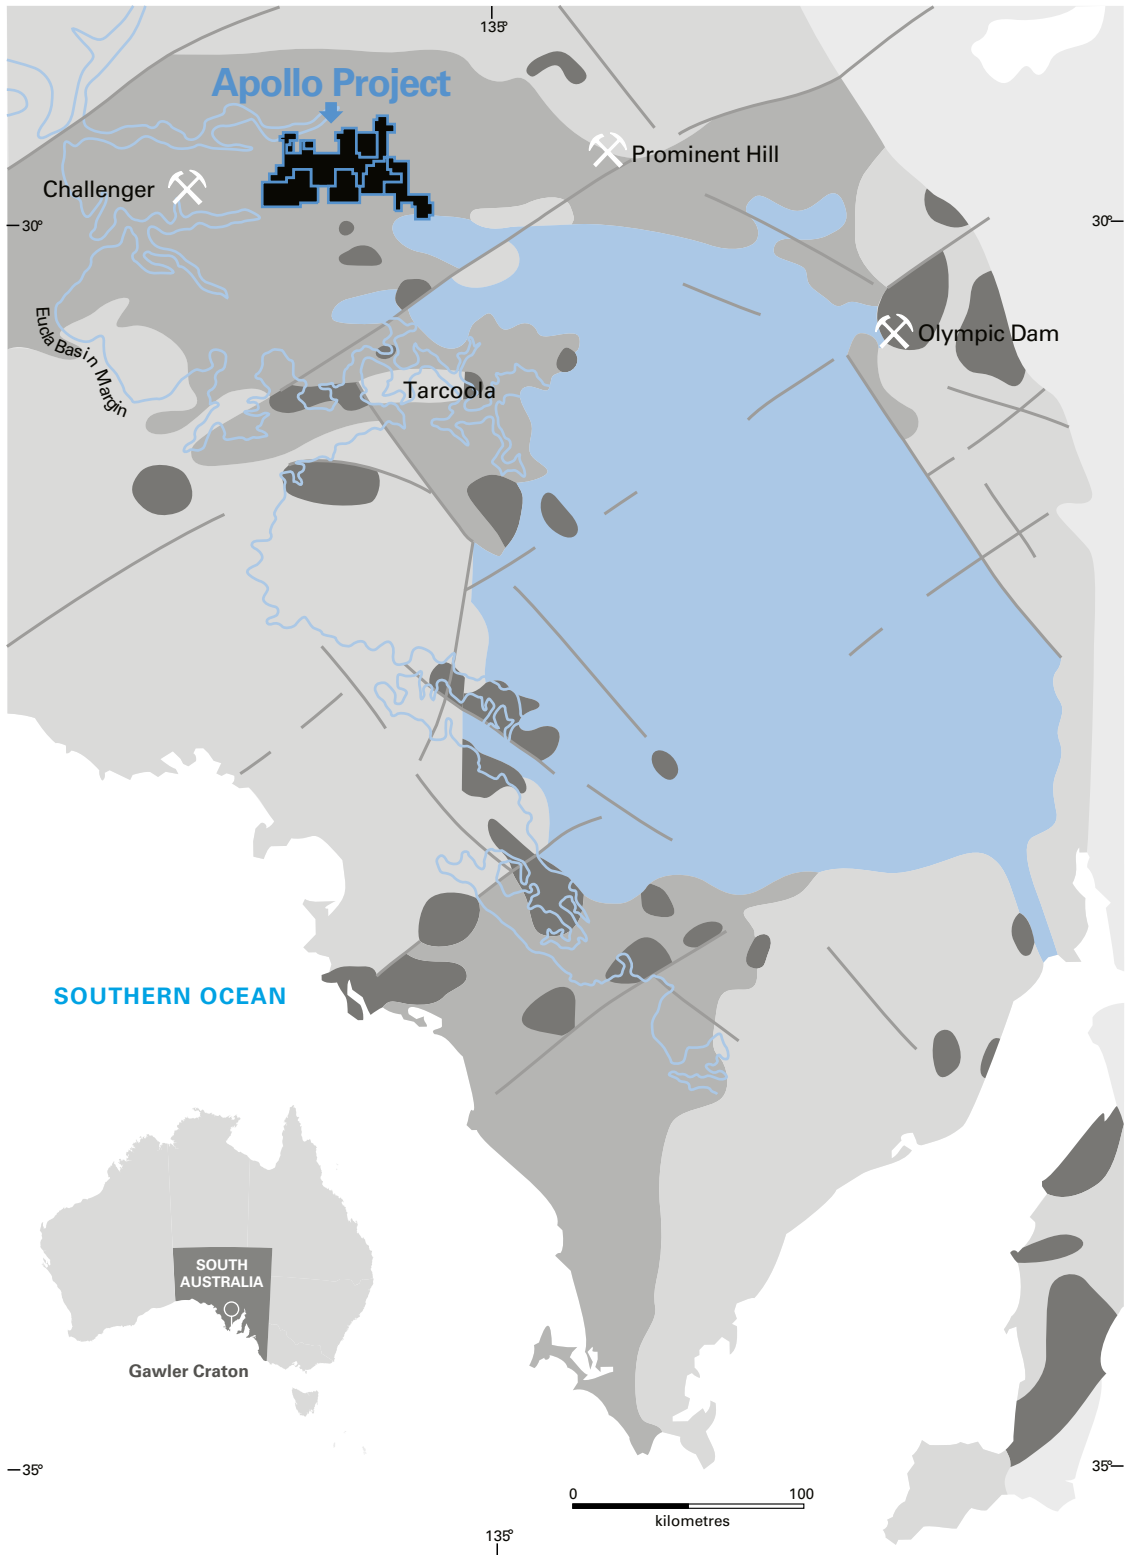 135°
Apollo Project
Prominent Hill
Challenger
30°
30°
Eucla Basin Margin
Olympic Dam
Tarcoola
SOUTHERN OCEAN
SOUTH
AUSTRALIA
Gawler Craton
35°
35°
0
100
kilometres
135°